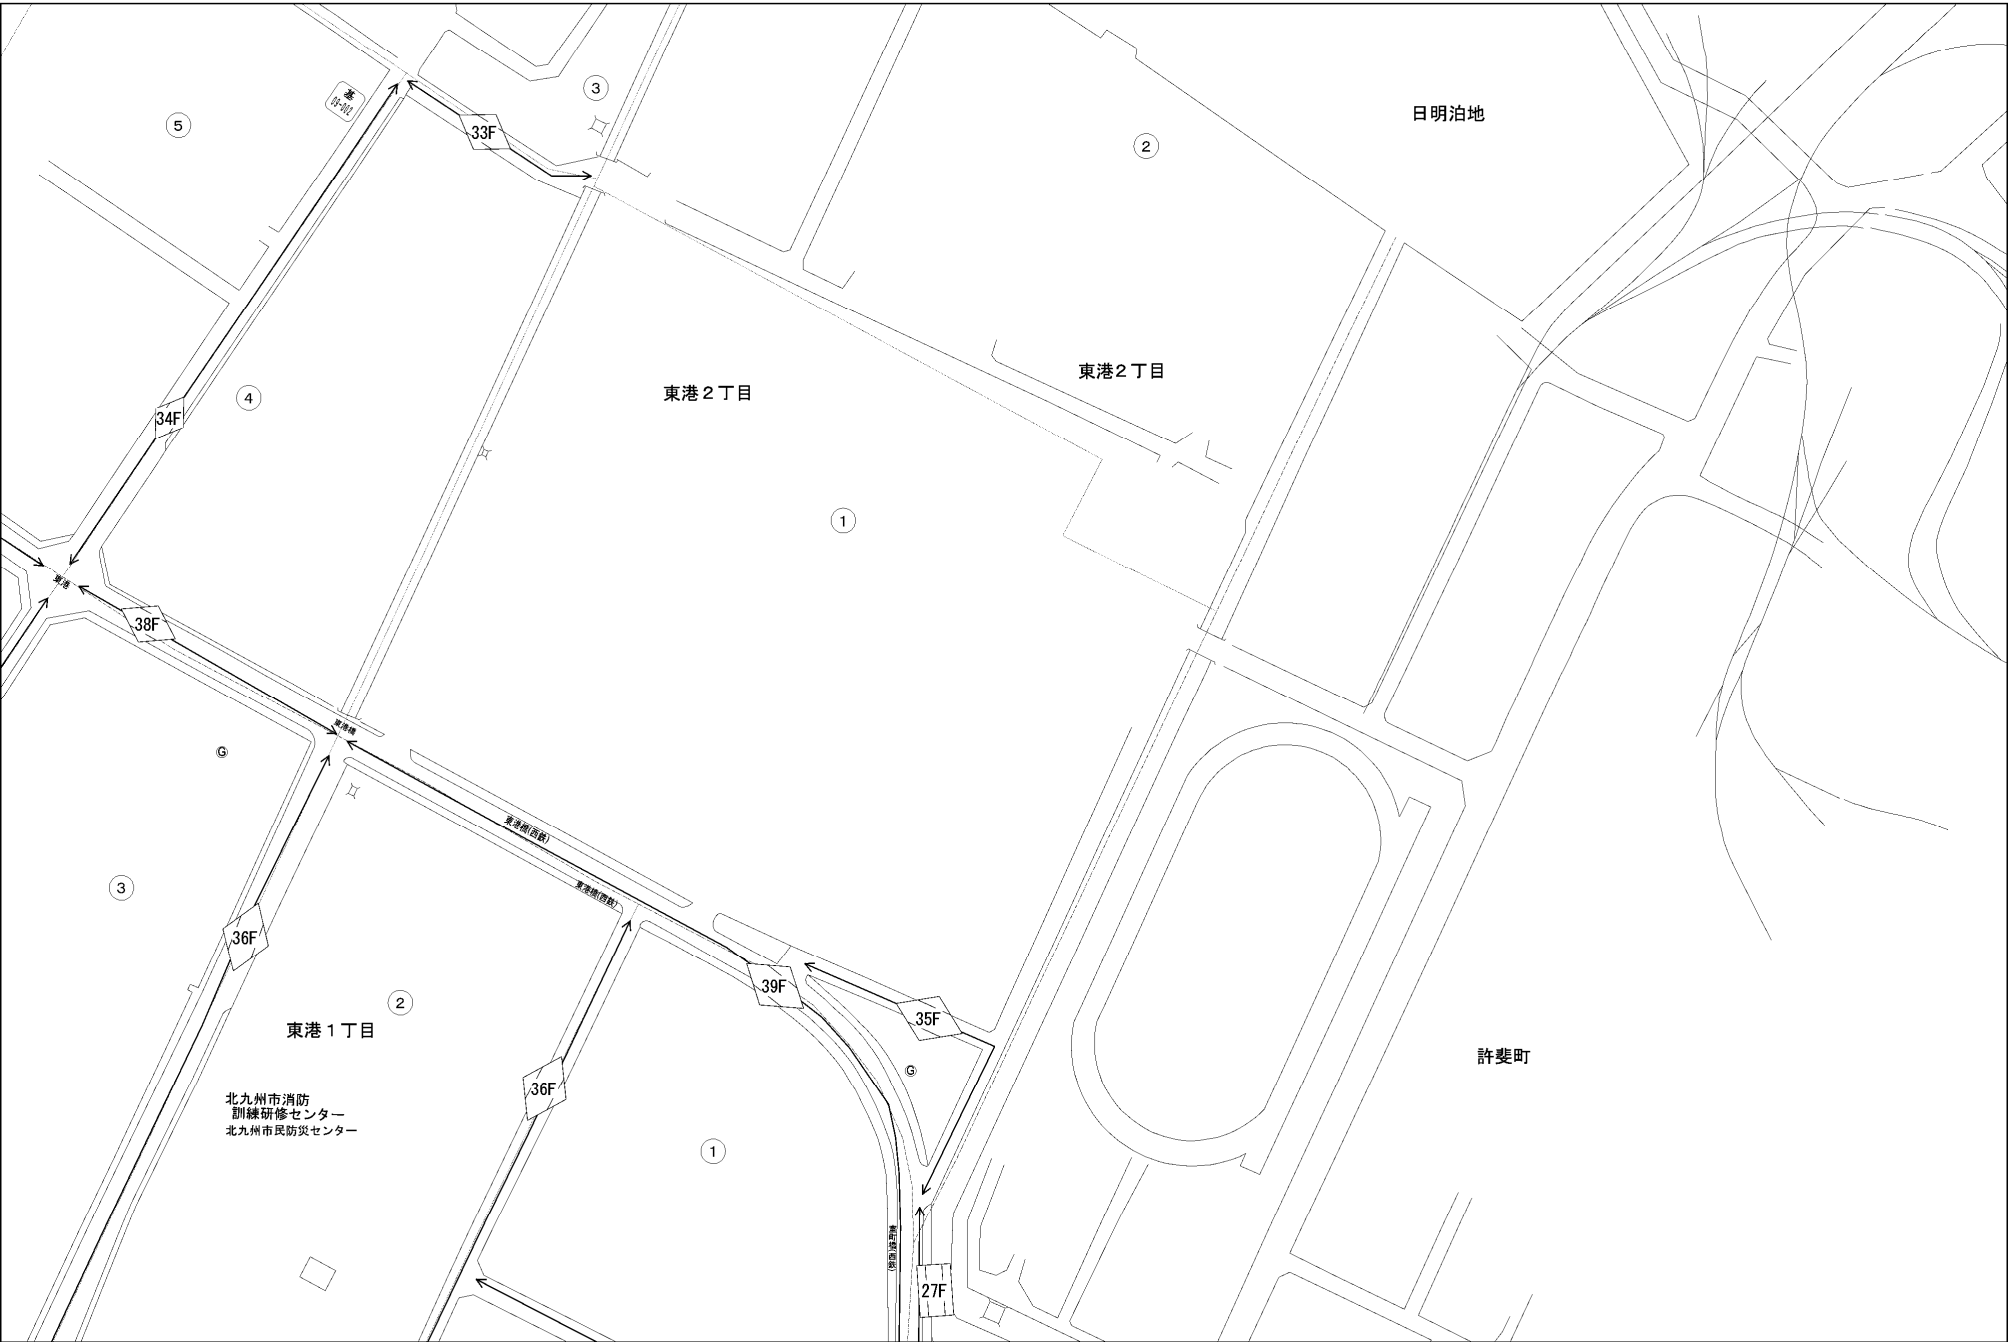 基
09-002
⑤
33F
③
②
日明泊地
34F
④
東港２丁目
東港２丁目
①
東港
38F
東港橋
G
東港橋(西鉄)
東港橋(西鉄)
③
36F
②
39F
35F
東港１丁目
許斐町
G
36F
北九州市消防
訓練研修センター
北九州市民防災センター
①
27F